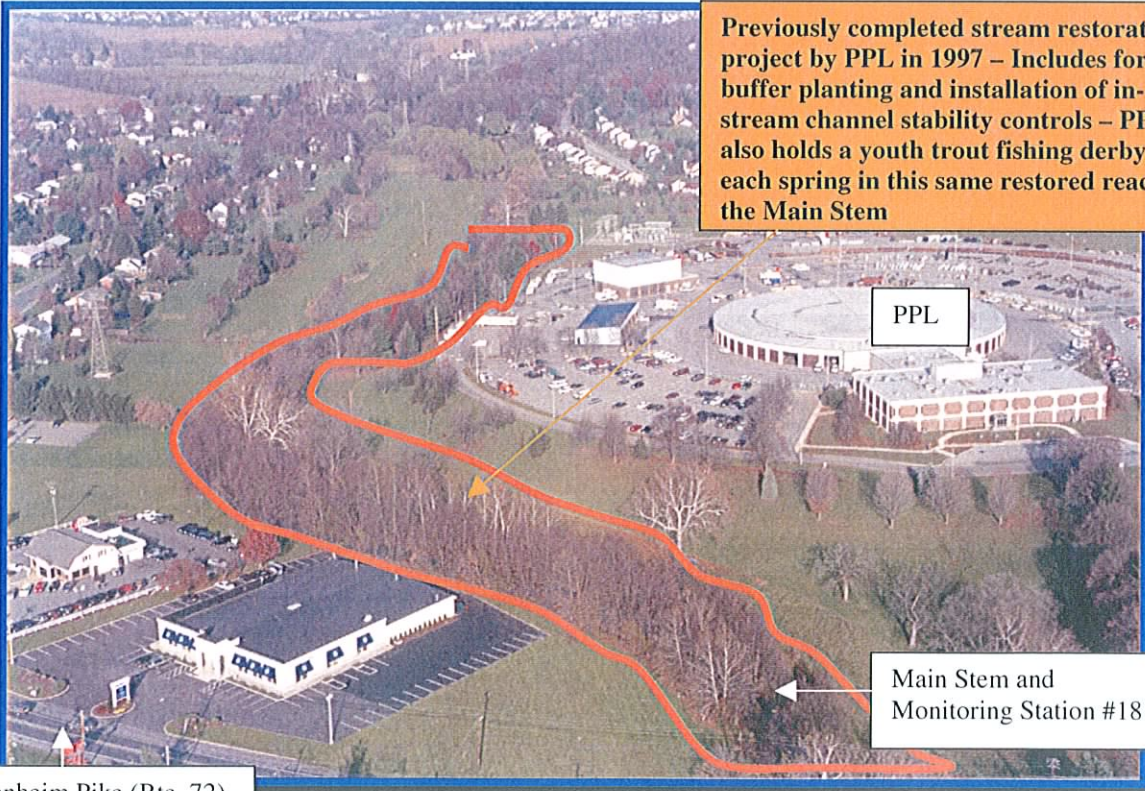 Previously completed stream restorat
project by PPL in 1997 – Includes for
buffer planting and installation of in-
stream channel stability controls – PP
also holds a youth trout fishing derby
each spring in this same restored reac
the Main Stem
PPL
Main Stem and
Monitoring Station #18
nheim Pike (Rte. 72)